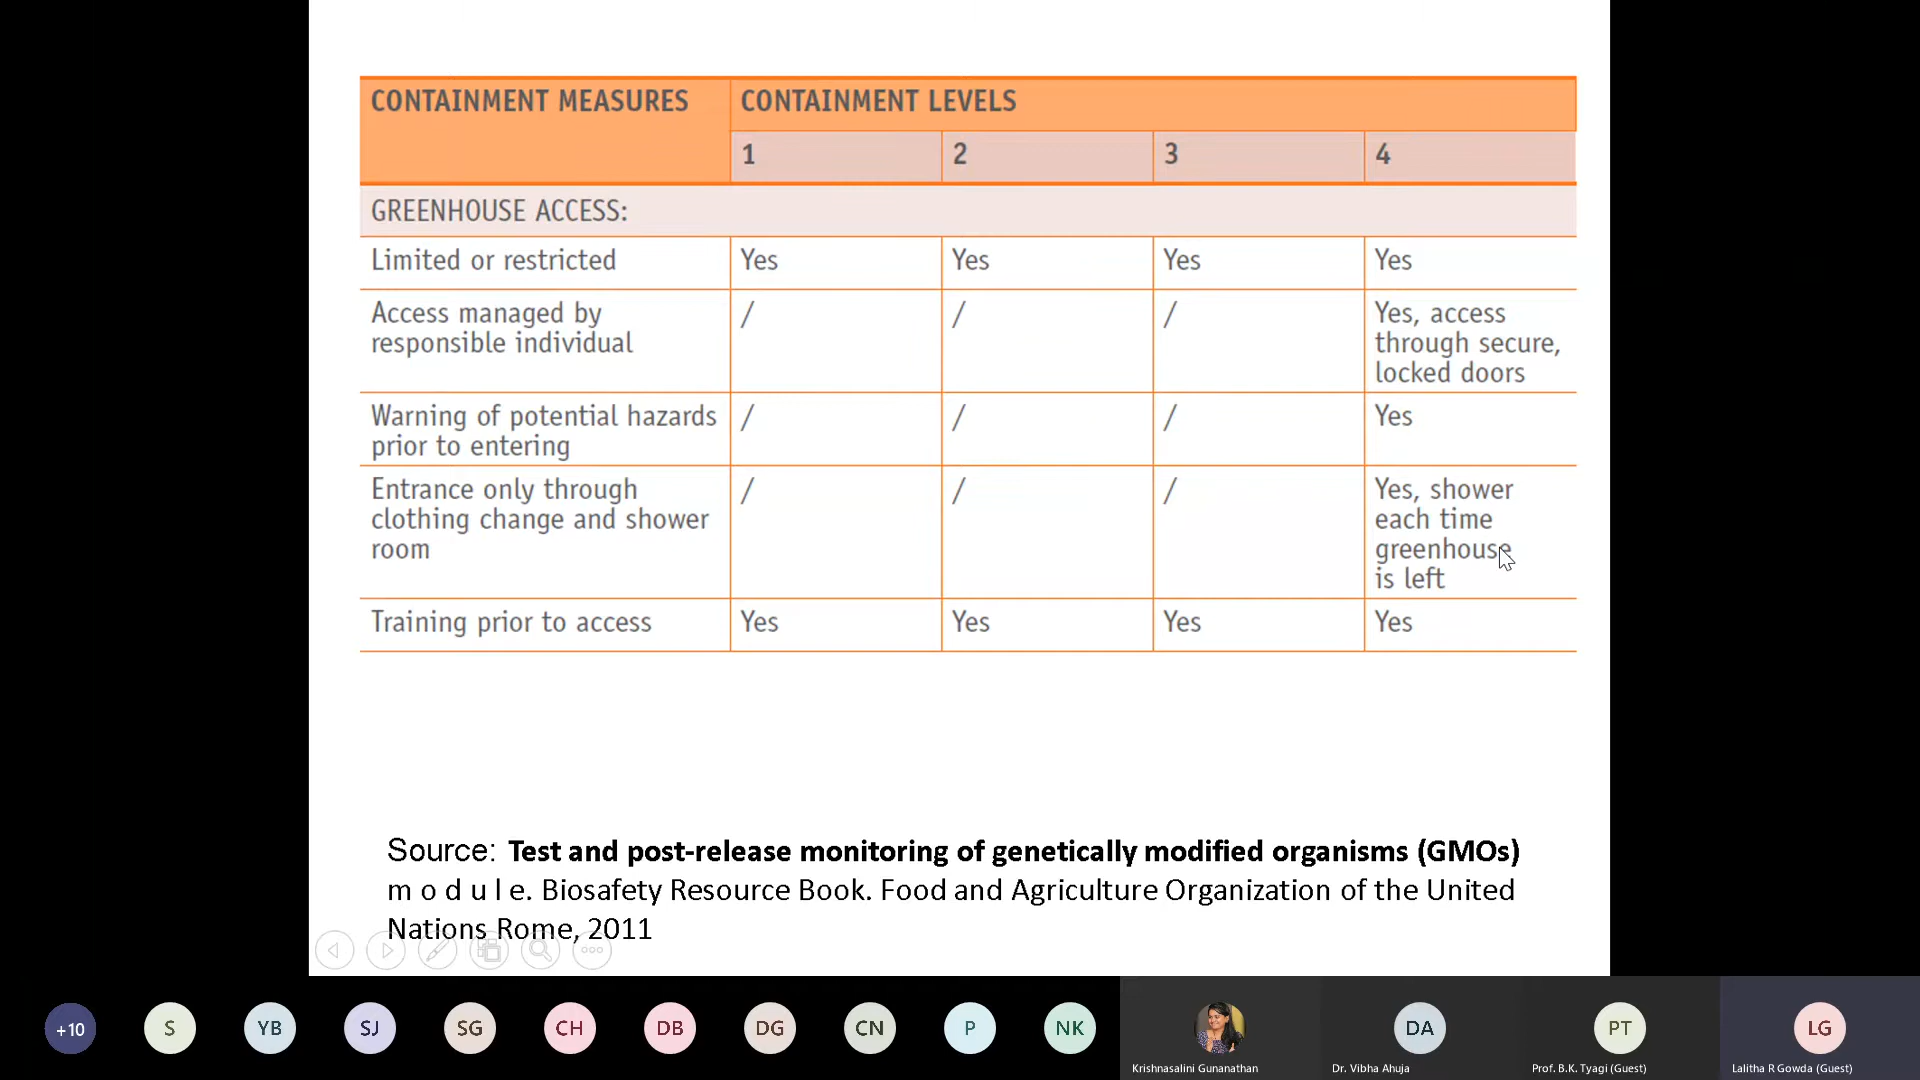 CONTAINMENT MEASURES
CONTAINMENT LEVELS
1 2 3 4
GREENHOUSE ACCESS:
Limited or restricted Yes Yes Yes Yes
Access managed by
responsible individual
/ / /
Yes, access
through secure,
locked doors
Warning of potential hazards
prior to entering
/ / / Yes
Entrance only through
clothing change and shower
room
/ / /
Yes, shower
each time
greenhouse
is left
Training prior to access Yes Yes Yes Yes
Source: Test and post-release monitoring of genetically modified organisms (GMOs)
m o d u l e. Biosafety Resource Book. Food and Agriculture Organization of the United
Nations Rome, 2011
+10 S YB SJ SG CH DB DG CN P NK DA PT LG
Krishnasalini Gunanathan Dr. Vibha Ahuja Prof. B.K. Tyagi (Guest) Lalitha R Gowda (Guest)